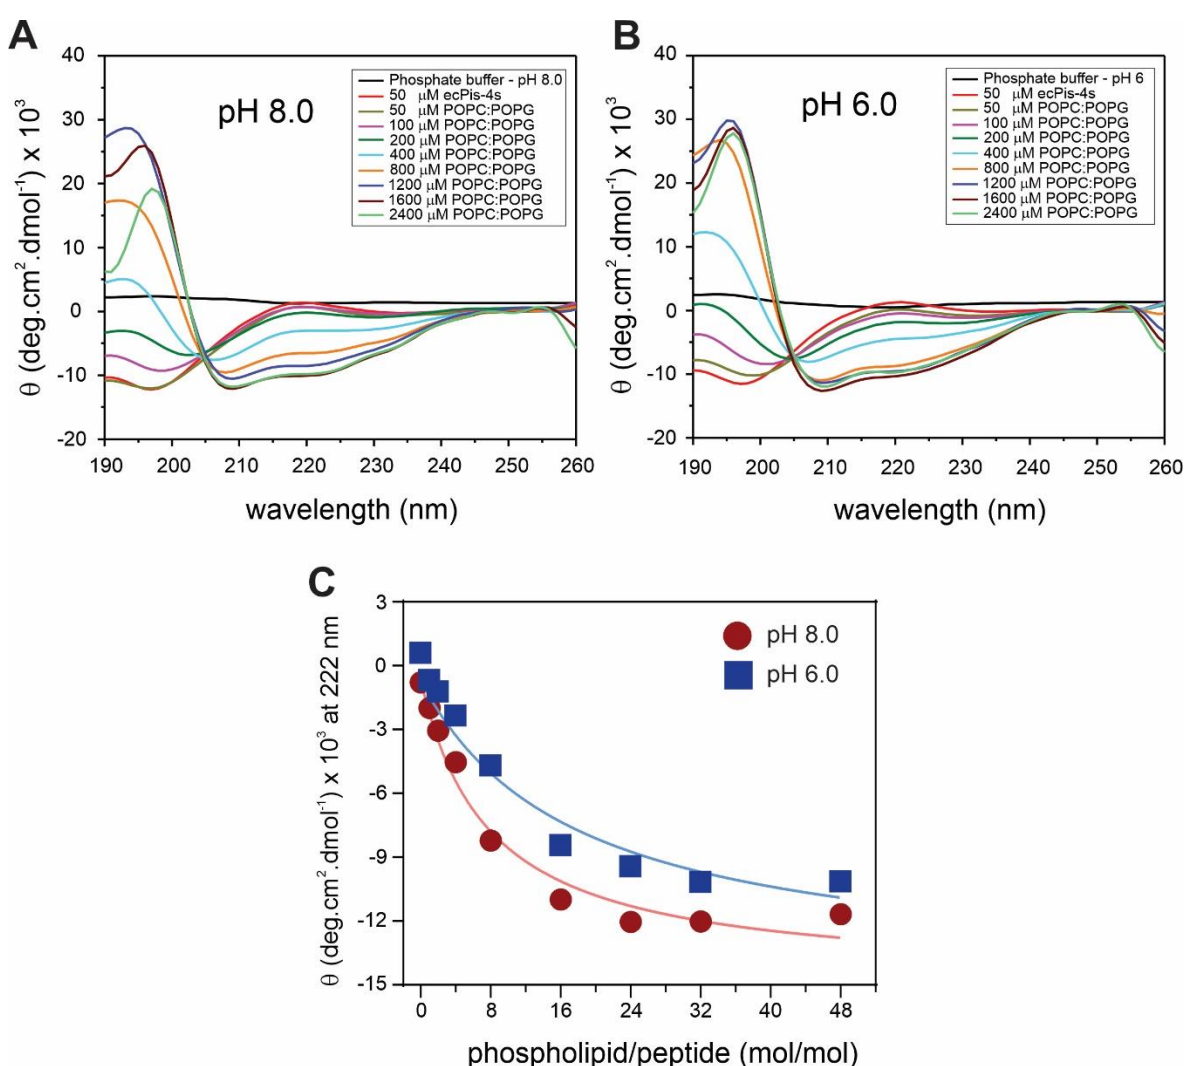 A
pH 8.0
Phosphate buffer - pH 8.0
50 μM ecPis-4s
50 μM POPC:POPG
100 μM POPC:POPG
200 μM POPC:POPG
400 μM POPC:POPG
800 μM POPC:POPG
1200 μM POPC:POPG
1600 μM POPC:POPG
2400 μM POPC:POPG
θ (deg.cm².dmol⁻¹) x 10³
40
30
20
10
0
-10
-20
190 200 210 220 230 240 250 260
wavelength (nm)
B
pH 6.0
Phosphate buffer - pH 6
50 μM ecPis-4s
50 μM POPC:POPG
100 μM POPC:POPG
200 μM POPC:POPG
400 μM POPC:POPG
800 μM POPC:POPG
1200 μM POPC:POPG
1600 μM POPC:POPG
2400 μM POPC:POPG
θ (deg.cm².dmol⁻¹) x 10³
40
30
20
10
0
-10
-20
190 200 210 220 230 240 250 260
wavelength (nm)
C
pH 8.0
pH 6.0
θ (deg.cm².dmol⁻¹) x 10³ at 222 nm
3
0
-3
-6
-9
-12
-15
0 8 16 24 32 40 48
phospholipid/peptide (mol/mol)